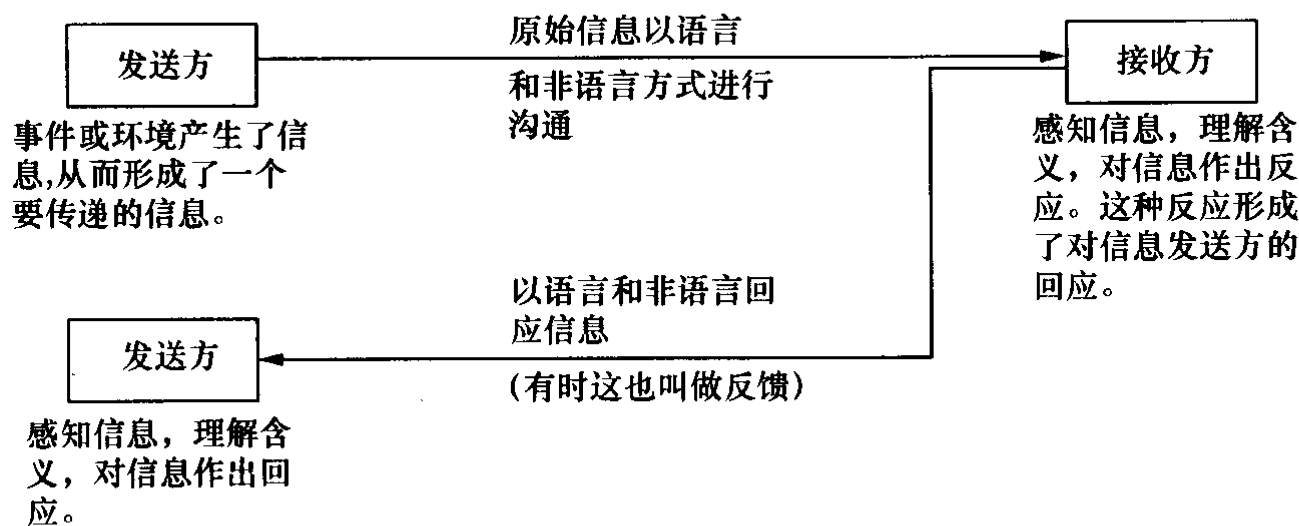 发送方
原始信息以语言
和非语言方式进行
沟通
接收方
事件或环境产生了信
息,从而形成了一个
要传递的信息。
感知信息，理解含
义，对信息作出反
应。这种反应形成
了对信息发送方的
回应。
以语言和非语言回
应信息
(有时这也叫做反馈)
发送方
感知信息，理解含
义，对信息作出回
应。